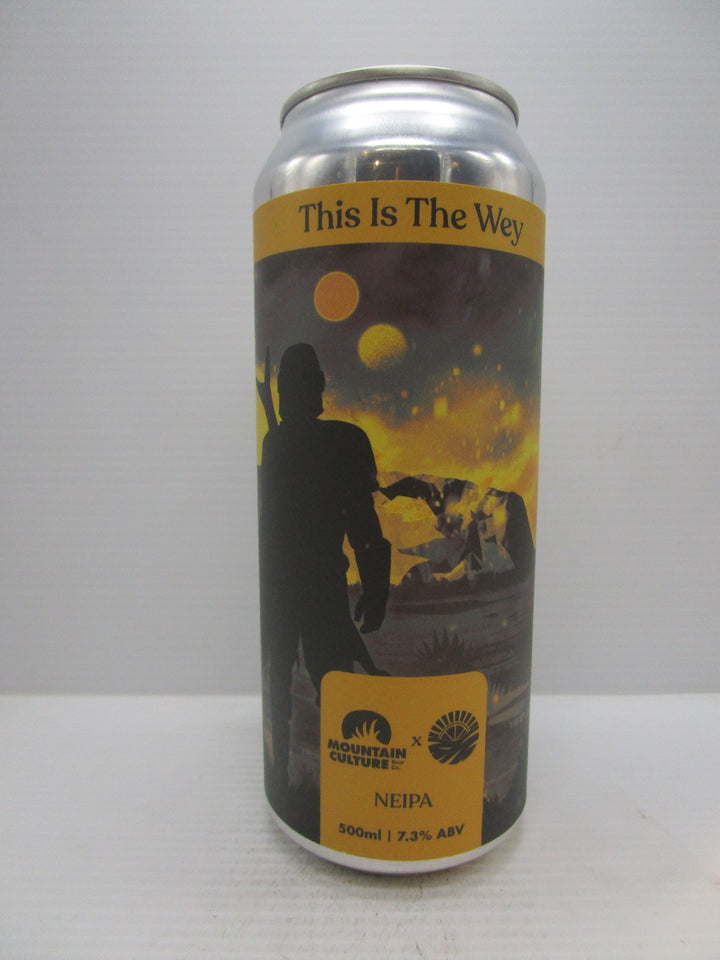 This Is The Wey
MOUNTAIN
CULTURE Beer Co.
x
NEIPA
500ml | 7.3% ABV